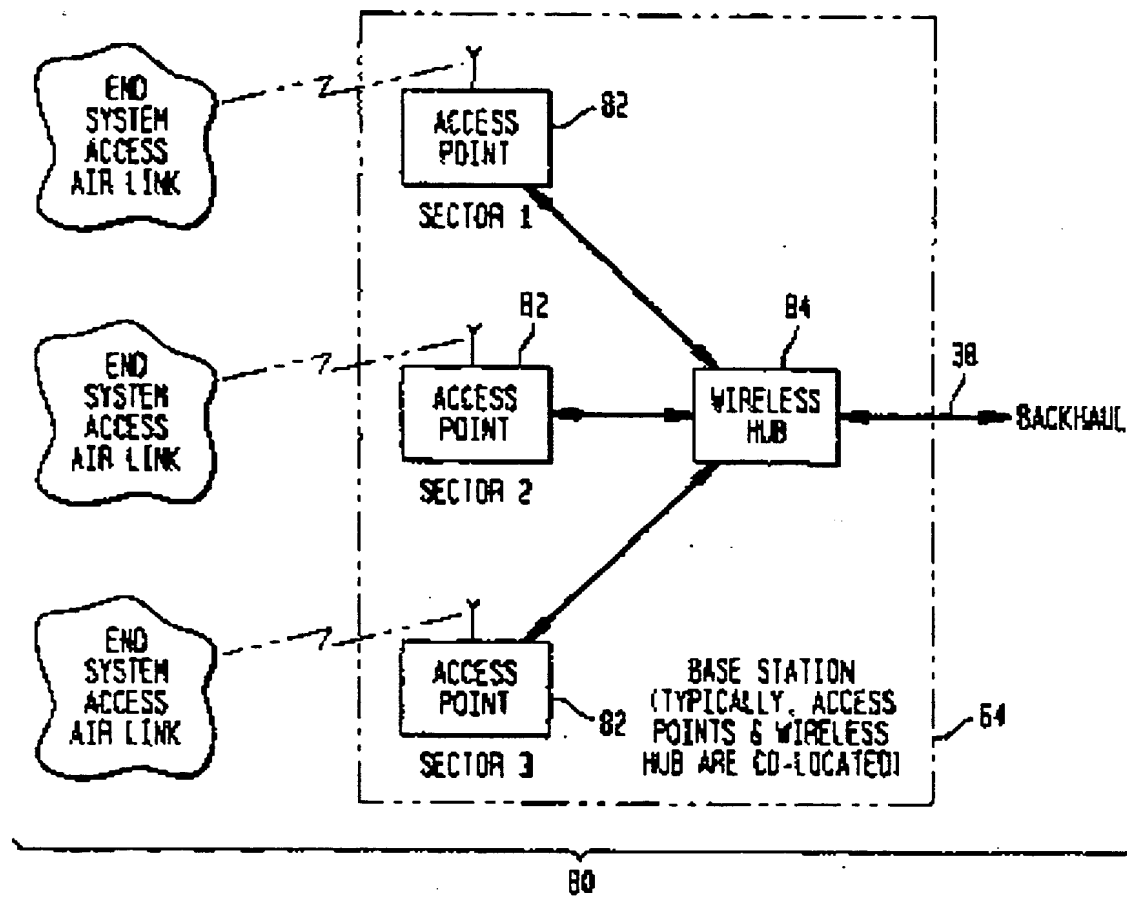 END
SYSTEM
ACCESS
AIR LINK
ACCESS
POINT
82
SECTOR 1
END
SYSTEM
ACCESS
AIR LINK
82
ACCESS
POINT
SECTOR 2
84
WIRELESS
HUB
38
BACKHAUL
END
SYSTEM
ACCESS
AIR LINK
ACCESS
POINT
82
SECTOR 3
BASE STATION
(TYPICALLY, ACCESS
POINTS & WIRELESS
HUB ARE CO-LOCATED)
64
80